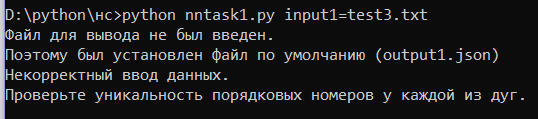 D:\python\нс>python nntask1.py input1=test3.txt
Файл для вывода не был введен.
Поэтому был установлен файл по умолчанию (output1.json)
Некорректный ввод данных.
Проверьте уникальность порядковых номеров у каждой из дуг.